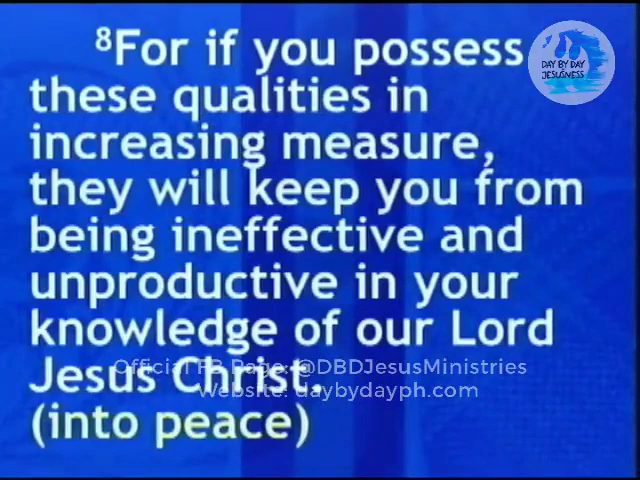 ⁸For if you possess
these qualities in
increasing measure,
they will keep you from
being ineffective and
unproductive in your
knowledge of our Lord
Jesus Christ.
(into peace)
DAY BY DAY
JESUSNESS
Official FB Page: @DBDJesusMinistries
Website: daybydayph.com